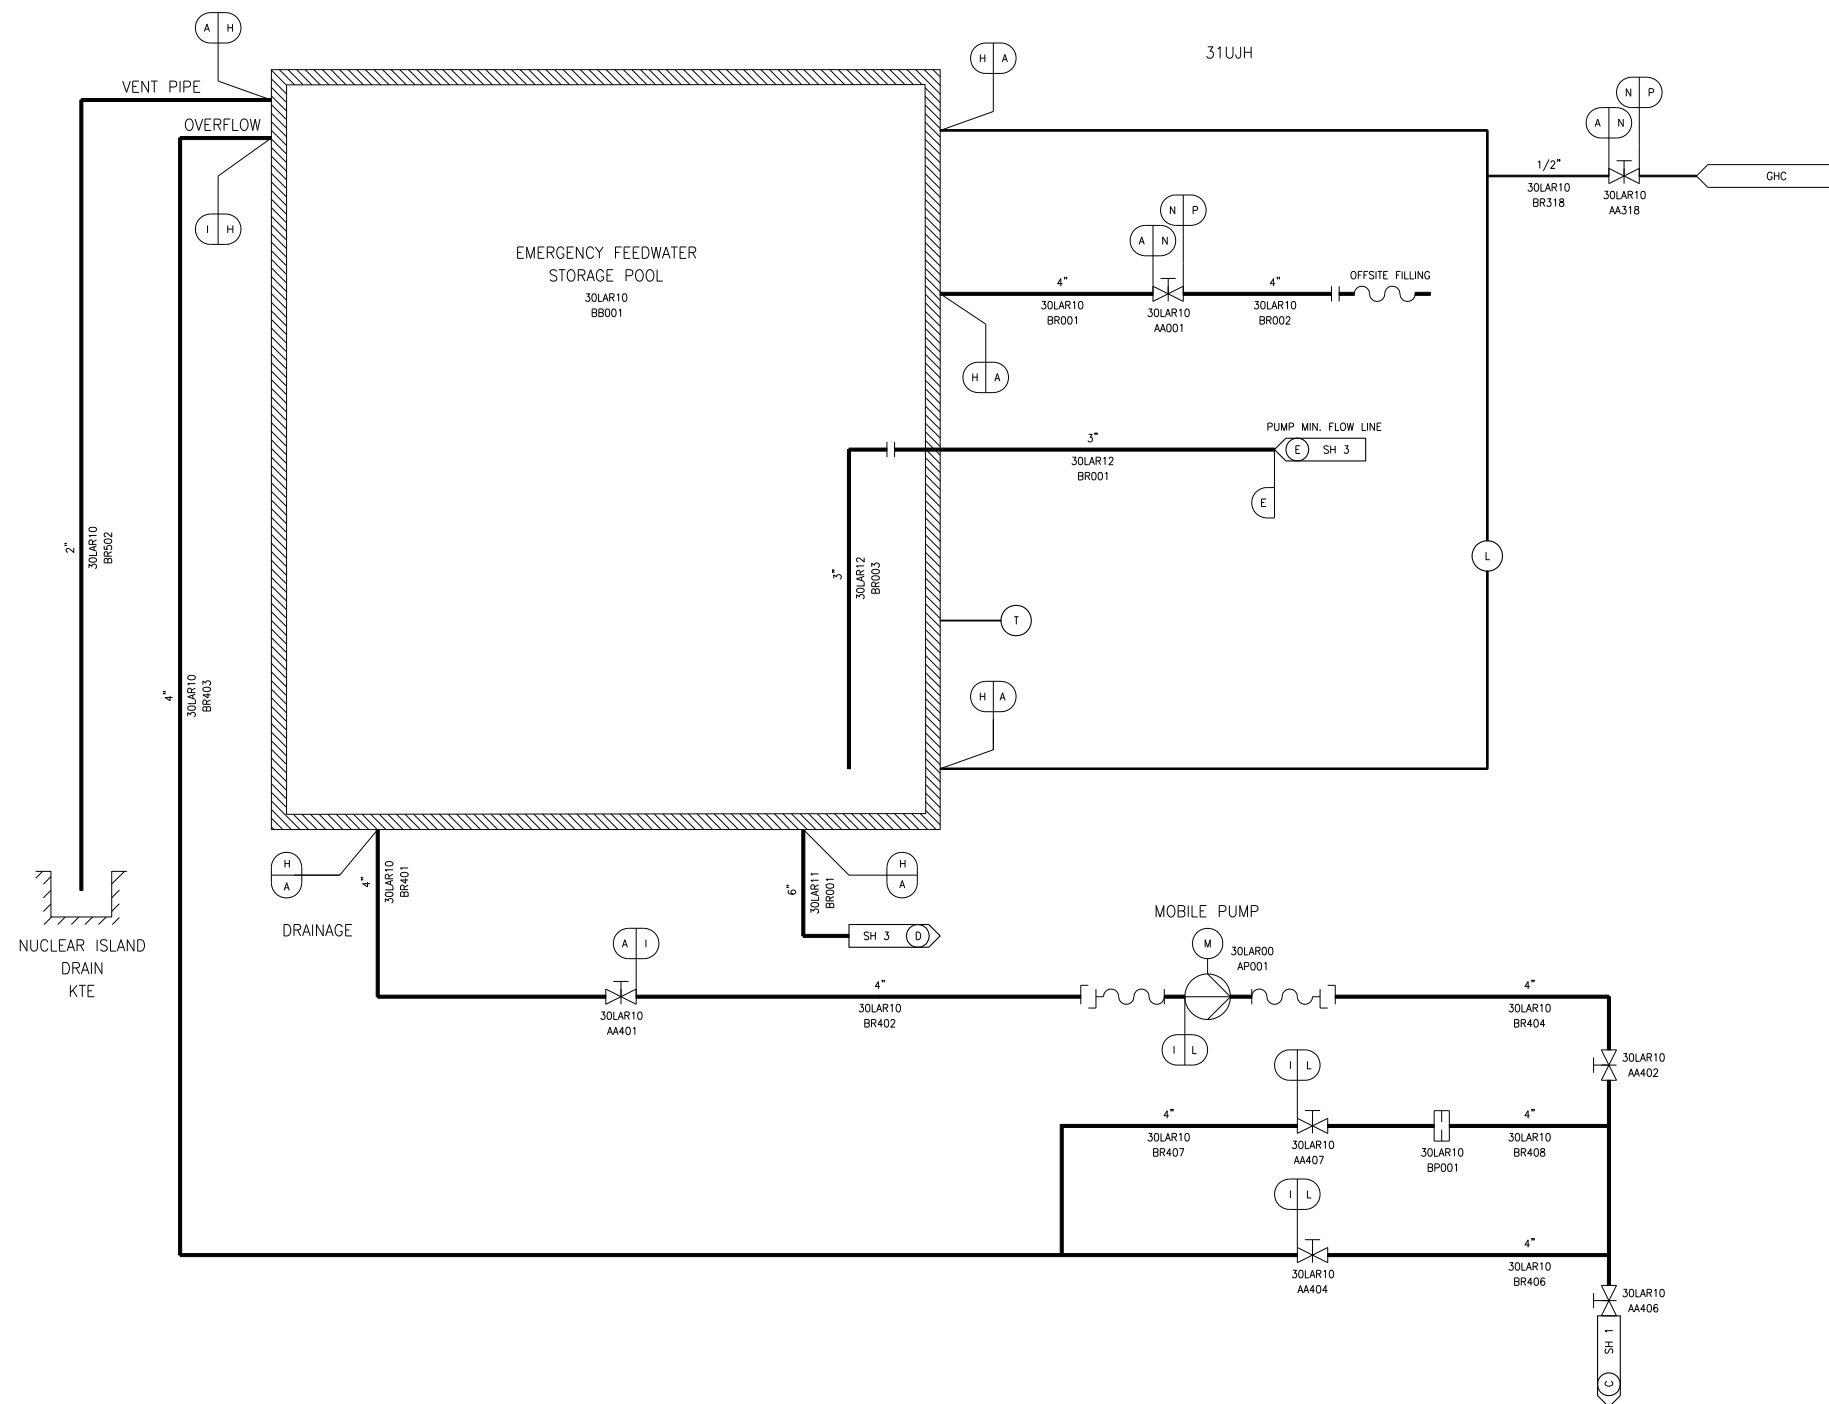 A H
H A
31UJH
N P
A N
VENT PIPE
OVERFLOW
I H
1/2"
30LAR10
BR318
30LAR10
AA318
GHC
N P
A N
EMERGENCY FEEDWATER
STORAGE POOL
30LAR10
BB001
4"
30LAR10
BR001
30LAR10
AA001
4"
30LAR10
BR002
OFFSITE FILLING
H A
PUMP MIN. FLOW LINE
3"
30LAR12
BR001
E SH 3
E
2"
30LAR10
BR502
3"
30LAR12
BR003
L
T
4"
30LAR10
BR403
H A
H
A
4"
30LAR10
BR401
6"
30LAR11
BR001
H
A
DRAINAGE
SH 3 D
NUCLEAR ISLAND
DRAIN
KTE
A I
30LAR10
AA401
4"
30LAR10
BR402
MOBILE PUMP
M
30LAR00
AP001
I L
4"
30LAR10
BR404
30LAR10
AA402
I L
4"
30LAR10
BR407
30LAR10
AA407
30LAR10
BP001
4"
30LAR10
BR408
I L
30LAR10
AA404
4"
30LAR10
BR406
30LAR10
AA406
SH 1
C